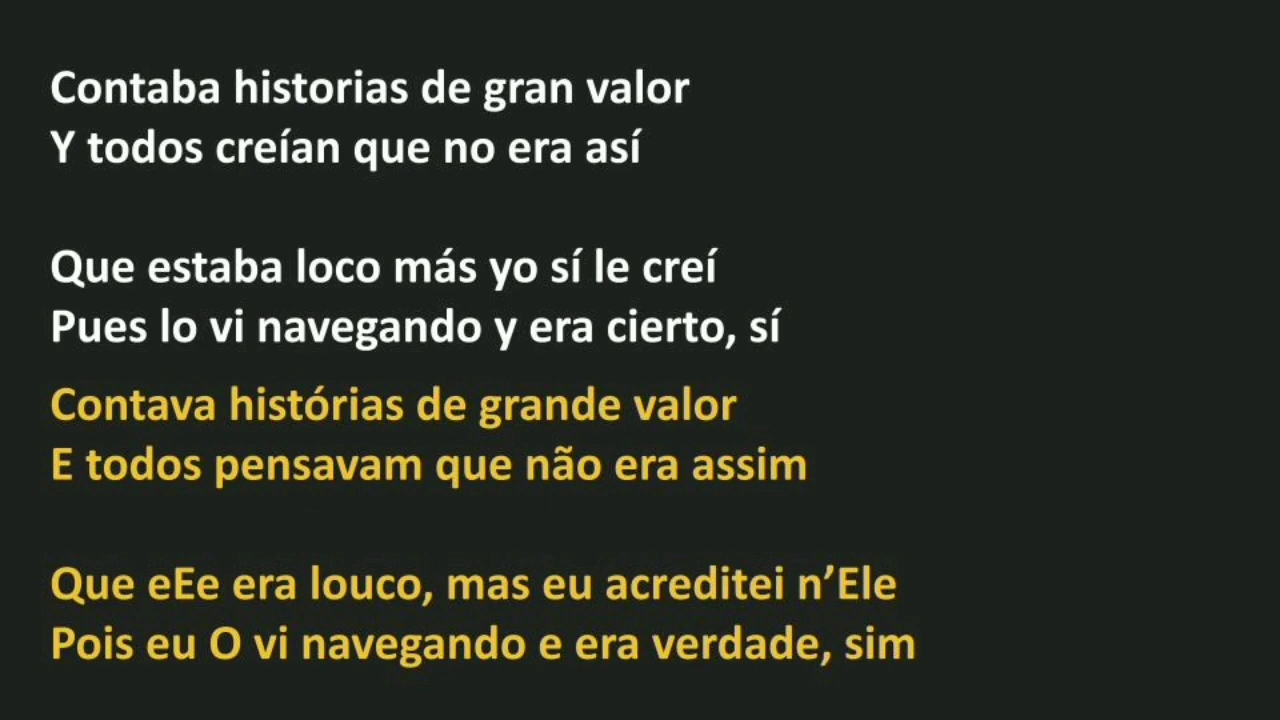 Contaba historias de gran valor
Y todos creían que no era así
Que estaba loco más yo sí le creí
Pues lo vi navegando y era cierto, sí
Contava histórias de grande valor
E todos pensavam que não era assim
Que eEe era louco, mas eu acreditei n’Ele
Pois eu O vi navegando e era verdade, sim